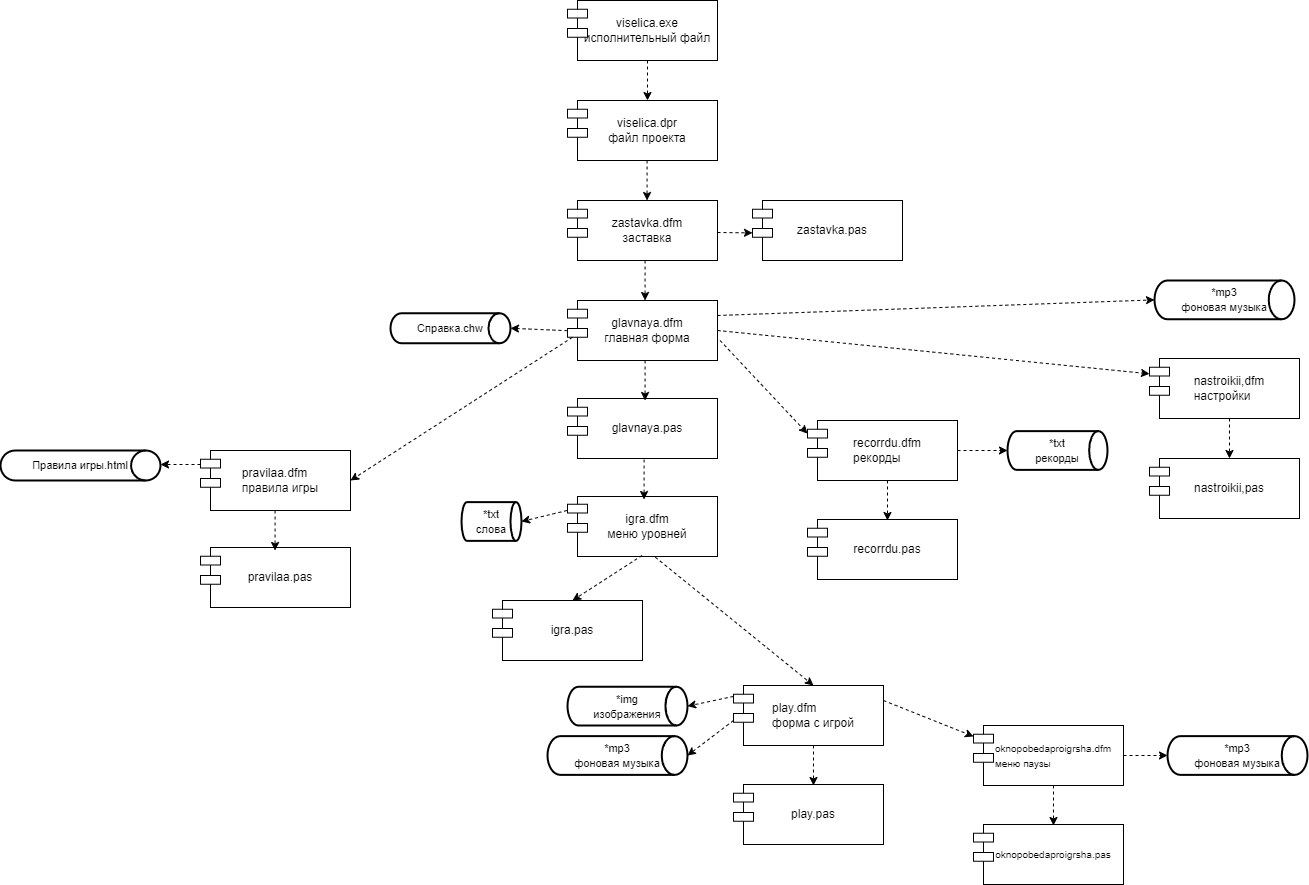 viselica.exe
исполнительный файл
viselica.dpr
файл проекта
zastavka.dfm
заставка
zastavka.pas
*mp3
фоновая музыка
Справка.chw
glavnaya.dfm
главная форма
nastroikii,dfm
настройки
glavnaya.pas
recorrdu.dfm
рекорды
*txt
рекорды
Правила игры.html
pravilaa.dfm
правила игры
nastroikii,pas
*txt
слова
igra.dfm
меню уровней
recorrdu.pas
pravilaa.pas
igra.pas
*img
изображения
play.dfm
форма с игрой
*mp3
фоновая музыка
oknopobedaproigrsha.dfm
меню паузы
*mp3
фоновая музыка
play.pas
oknopobedaproigrsha.pas